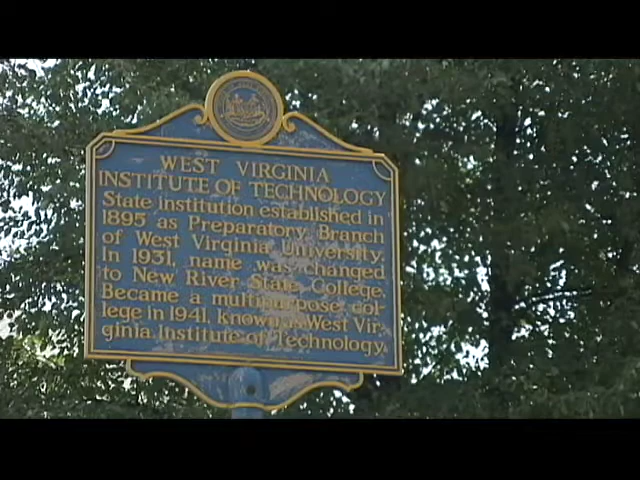 WEST VIRGINIA
INSTITUTE OF TECHNOLOGY
State institution established in
1895 as Preparatory Branch
of West Virginia University.
In 1931, name was changed
to New River State College.
Became a multipurpose col-
lege in 1941, known as West Vir-
ginia Institute of Technology.